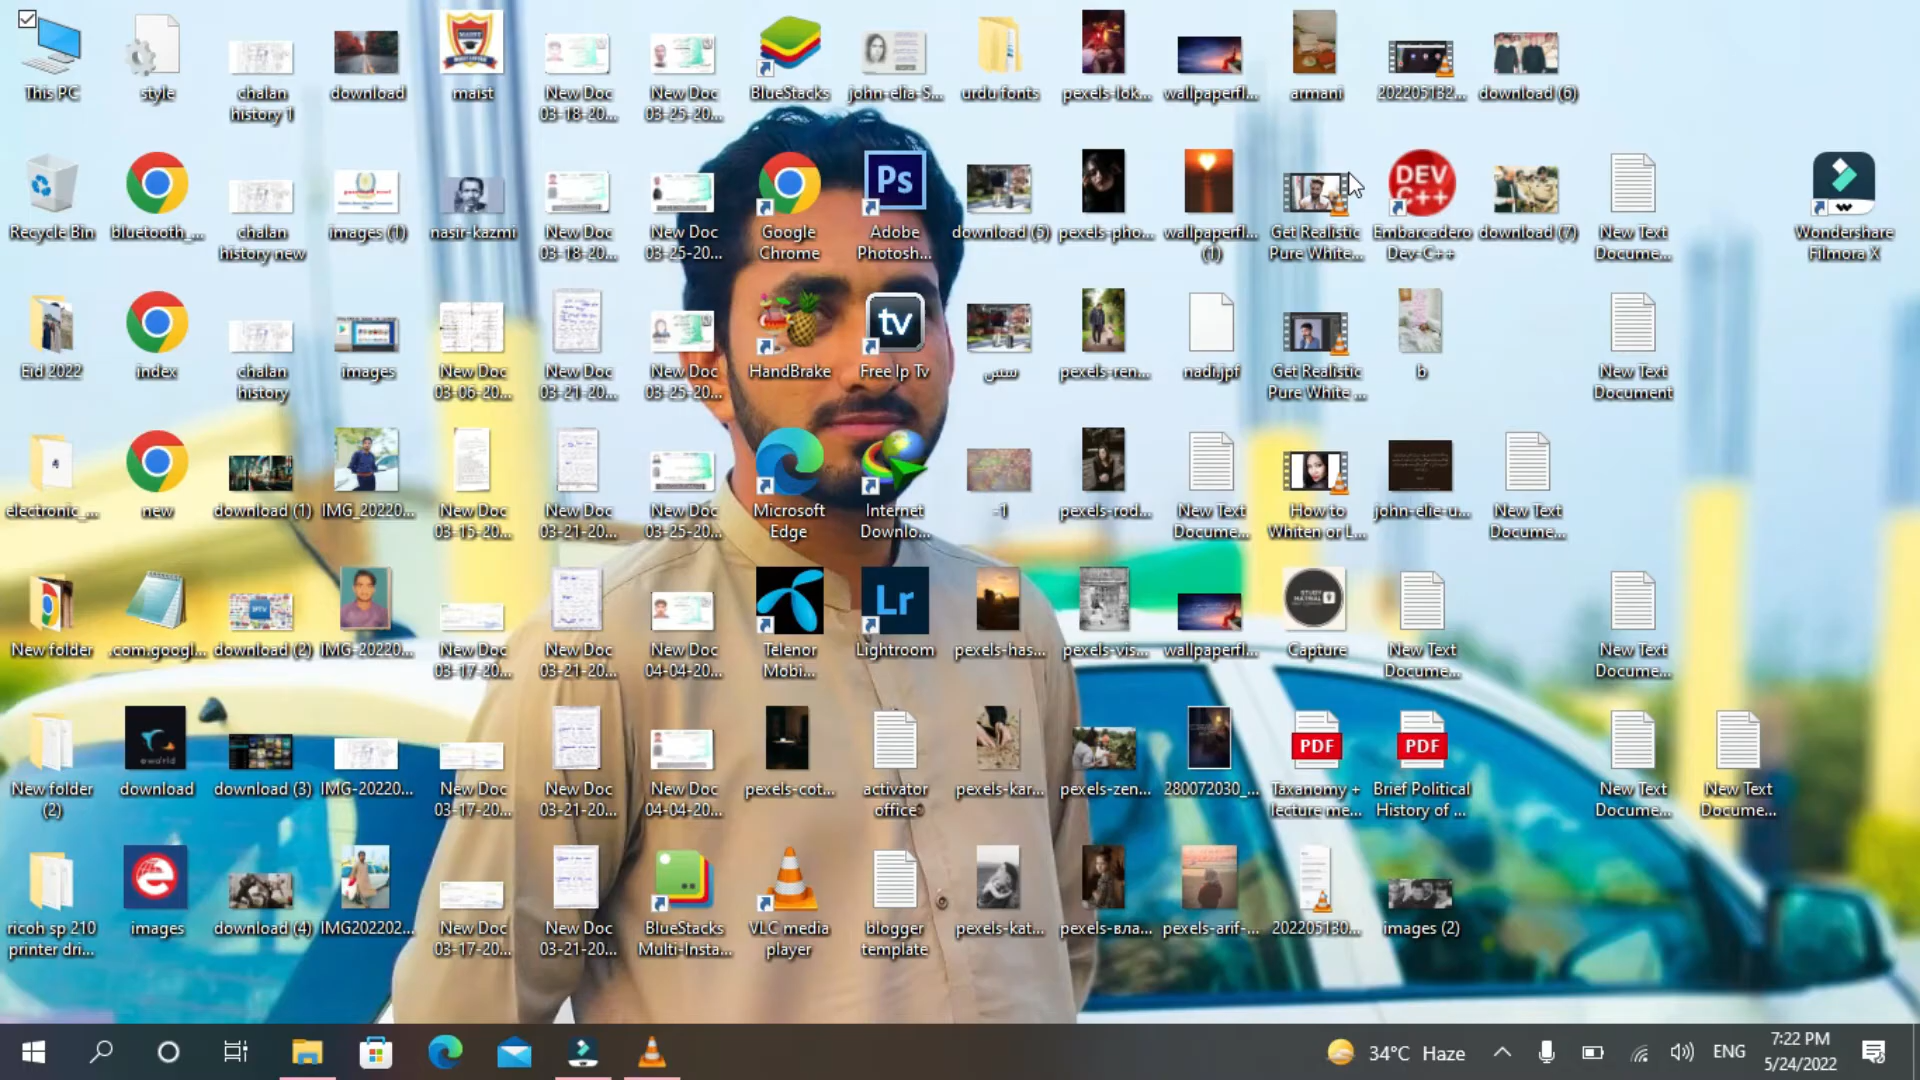 This PC
style
chalan
history 1
download
maist
New Doc
03-18-20...
New Doc
03-25-20...
BlueStacks
john-elia-S...
urdu fonts
pexels-lok...
wallpaperfl...
armani
202205132...
download (6)
Recycle Bin
bluetooth_...
chalan
history new
images (1)
nasir-kazmi
New Doc
03-18-20...
New Doc
03-25-20...
Google
Chrome
Ps
Adobe
Photosh...
download (5)
pexels-pho...
wallpaperfl...
(1)
Get Realistic
Pure White...
DEV
C++
Embarcadero
Dev-C++
download (7)
New Text
Docume...
Wondershare
Filmora X
Eid 2022
index
chalan
history
images
New Doc
03-06-20...
New Doc
03-21-20...
New Doc
03-25-20...
HandBrake
tv
Free Ip Tv
pexels-ren...
nadi.jpf
Get Realistic
Pure White ...
b
New Text
Document
electronic_...
new
download (1)
IMG_20220...
New Doc
03-15-20...
New Doc
03-21-20...
New Doc
03-25-20...
Microsoft
Edge
Internet
Downlo...
-1
pexels-rod...
New Text
Docume...
How to
Whiten or L...
john-elie-u...
New Text
Docume...
New folder
.com.googl...
IPTV
download (2)
IMG-20220...
New Doc
03-17-20...
New Doc
03-21-20...
New Doc
04-04-20...
Telenor
Mobi...
Lr
Lightroom
pexels-has...
pexels-vis...
wallpaperfl...
Capture
New Text
Docume...
New Text
Docume...
New folder
(2)
download
download (3)
IMG-20220...
New Doc
03-17-20...
New Doc
03-21-20...
New Doc
04-04-20...
pexels-cot...
activator
office
pexels-kar...
pexels-zen...
280072030_...
PDF
Taxanomy +
lecture me...
PDF
Brief Political
History of ...
New Text
Docume...
New Text
Docume...
ricoh sp 210
printer dri...
images
download (4)
IMG202202...
New Doc
03-17-20...
New Doc
03-21-20...
BlueStacks
Multi-Insta...
VLC media
player
blogger
template
pexels-kat...
pexels-вла...
pexels-arif-...
202205130...
images (2)
34°C Haze
ENG
7:22 PM
5/24/2022